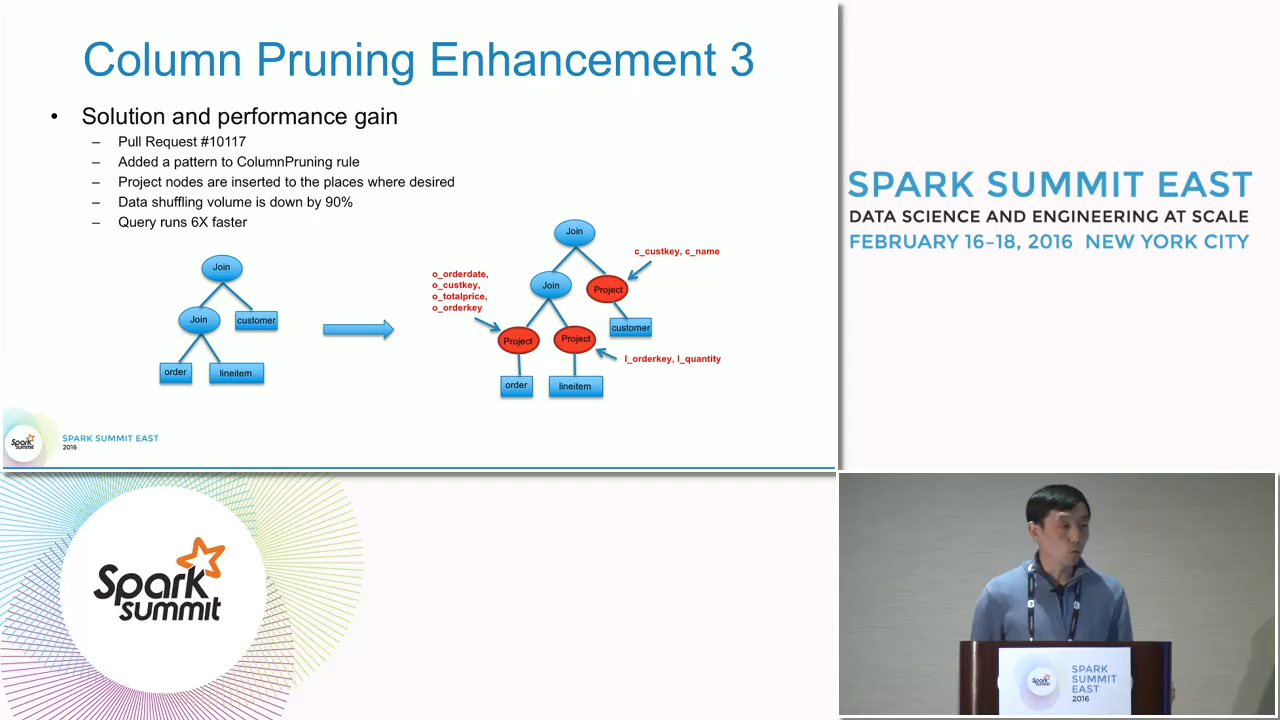 Column Pruning Enhancement 3
• Solution and performance gain
– Pull Request #10117
– Added a pattern to ColumnPruning rule
– Project nodes are inserted to the places where desired
– Data shuffling volume is down by 90%
– Query runs 6X faster
Join
Join
customer
order
lineitem
Join
c_custkey, c_name
o_orderdate,
o_custkey,
o_totalprice,
o_orderkey
Join
Project
customer
Project
Project
l_orderkey, l_quantity
order
lineitem
Spark
Summit
SPARK SUMMIT EAST
2016
SPARK SUMMIT EAST
DATA SCIENCE AND ENGINEERING AT SCALE
FEBRUARY 16–18, 2016 NEW YORK CITY
Spark
Summit
Spark
Summit
SPARK
SUMMIT
EAST
2016